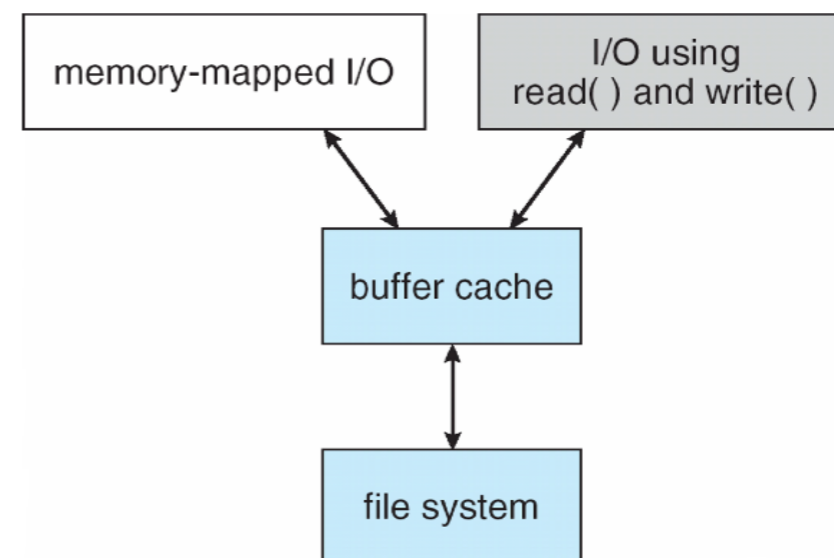 memory-mapped I/O
I/O using
read( ) and write( )
buffer cache
file system